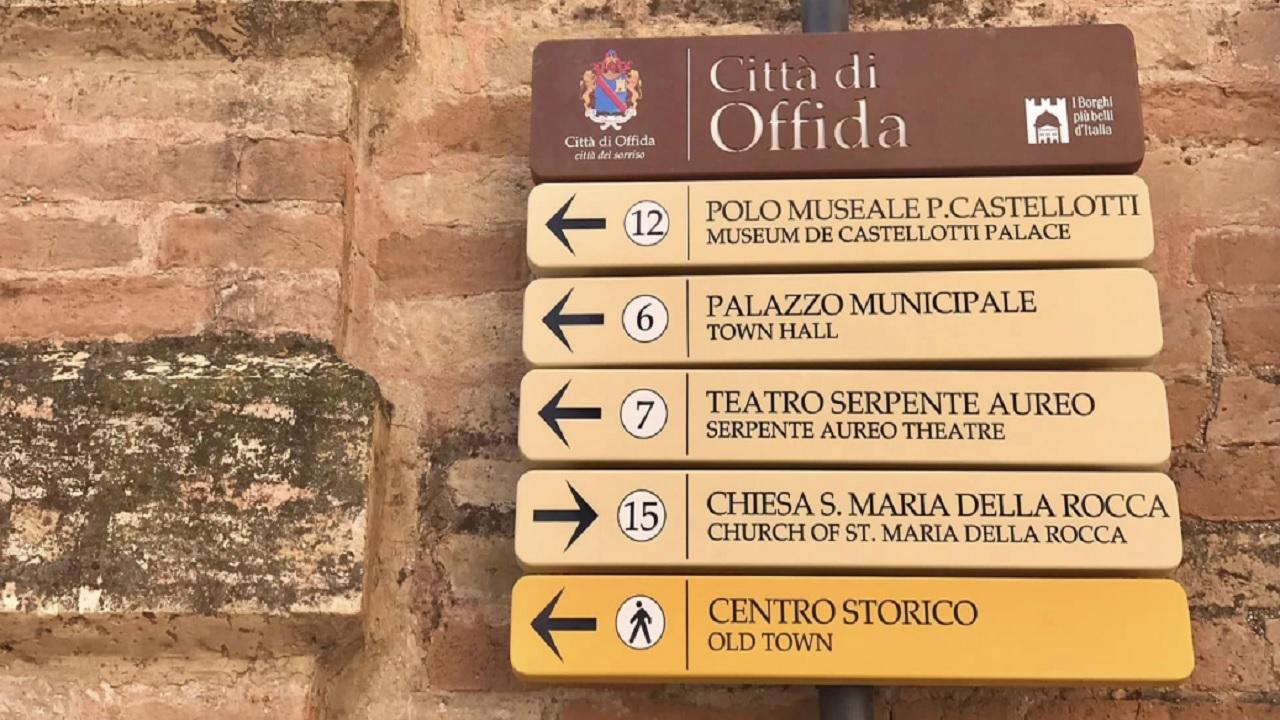 Città di Offida
città del sorriso
Città di
Offida
I Borghi
più belli
d'Italia
12
POLO MUSEALE P.CASTELLOTTI
MUSEUM DE CASTELLOTTI PALACE
6
PALAZZO MUNICIPALE
TOWN HALL
7
TEATRO SERPENTE AUREO
SERPENTE AUREO THEATRE
15
CHIESA S. MARIA DELLA ROCCA
CHURCH OF ST. MARIA DELLA ROCCA
CENTRO STORICO
OLD TOWN